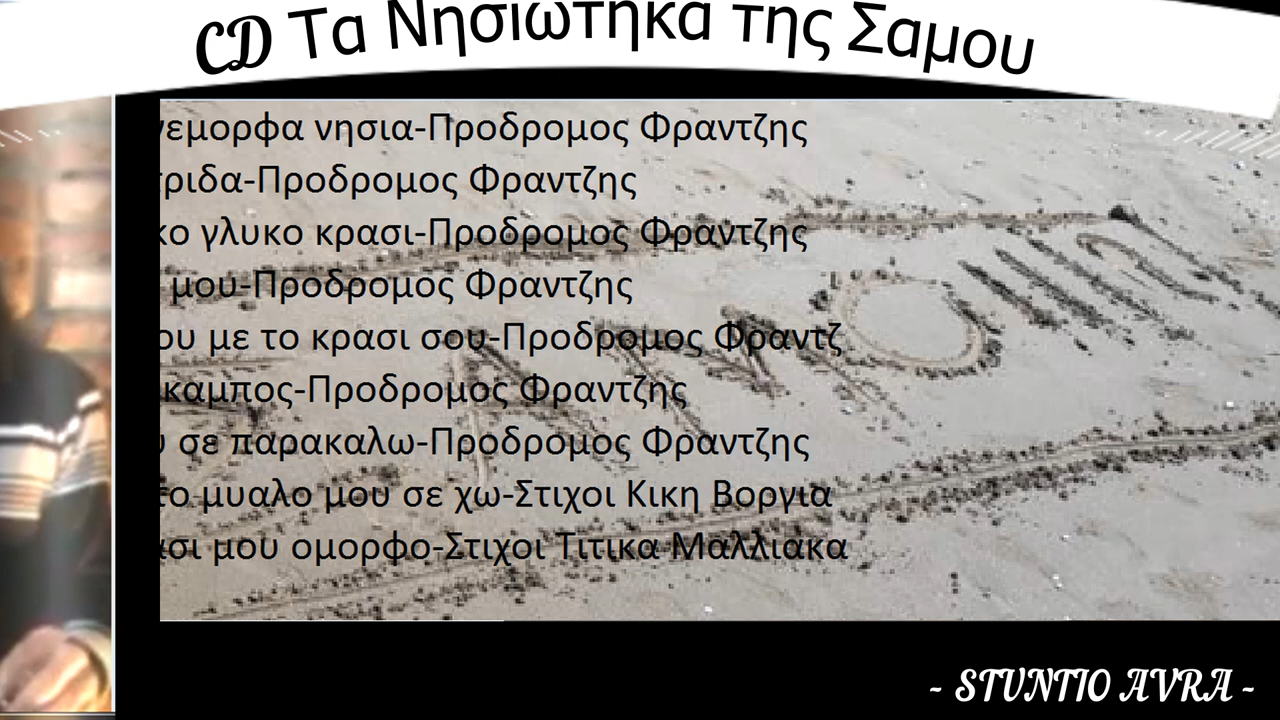 CD Τα Νησιωτηκα της Σαμου
νεμορφα νησια-Προδρομος Φραντζης
τριδα-Προδρομος Φραντζης
κο γλυκο κρασι-Προδρομος Φραντζης
μου-Προδρομος Φραντζης
ου με το κρασι σου-Προδρομος Φραντζ
καμπος-Προδρομος Φραντζης
υ σε παρακαλω-Προδρομος Φραντζης
το μυαλο μου σε χω-Στιχοι Κικη Βοργια
ασι μου ομορφο-Στιχοι Τιτικα Μαλλιακα
- STUNTIO AVRA -